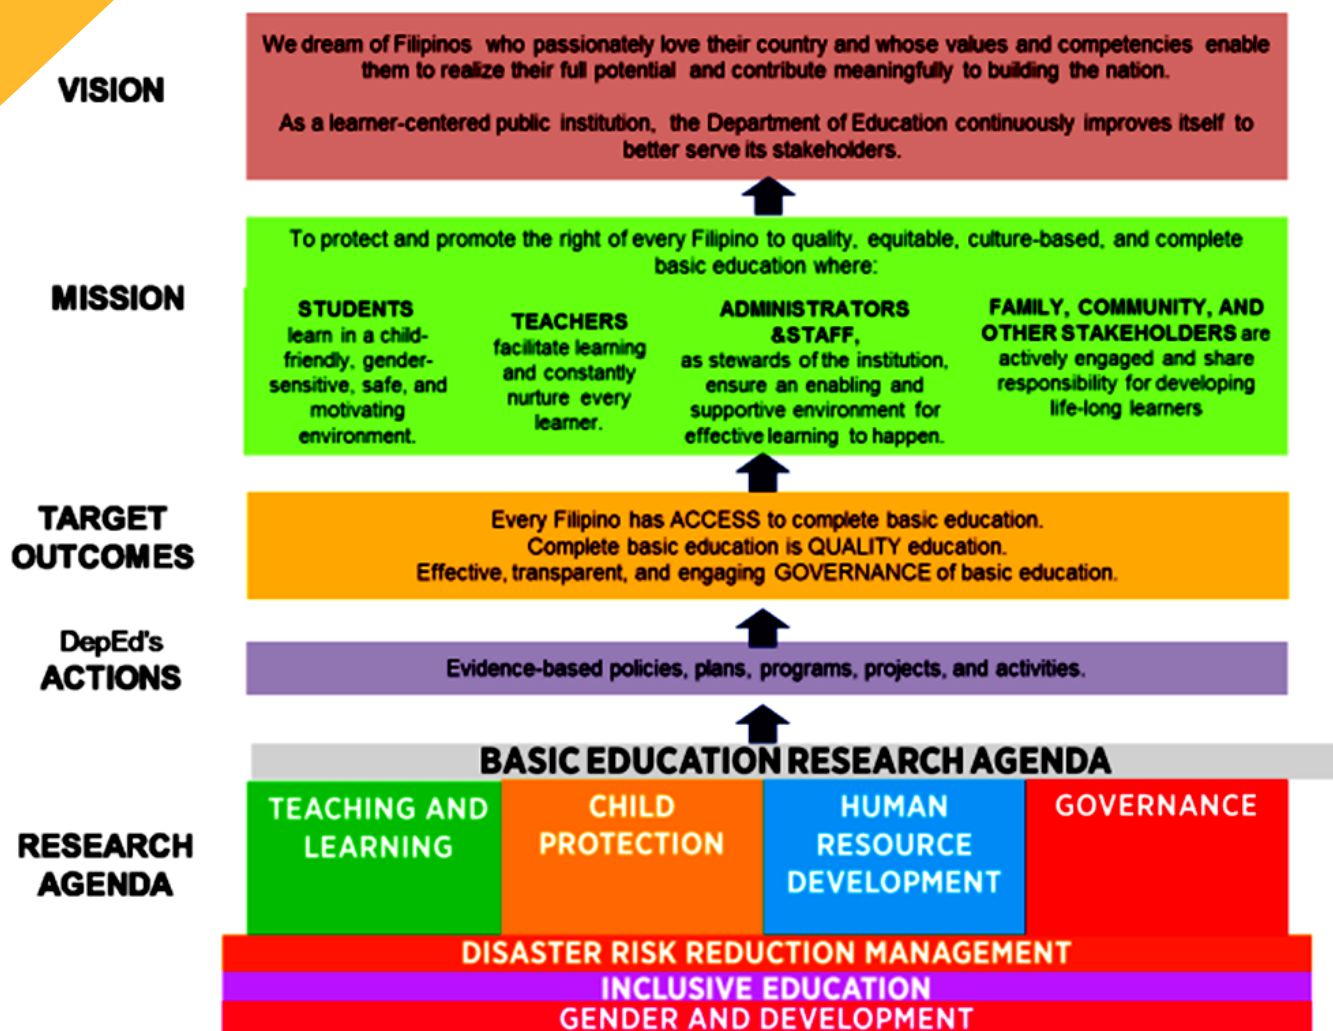 VISION
We dream of Filipinos who passionately love their country and whose values and competencies enable
them to realize their full potential and contribute meaningfully to building the nation.
As a learner-centered public institution, the Department of Education continuously improves itself to
better serve its stakeholders.
MISSION
To protect and promote the right of every Filipino to quality, equitable, culture-based, and complete
basic education where:
STUDENTS
learn in a child-
friendly, gender-
sensitive, safe, and
motivating
environment.
TEACHERS
facilitate learning
and constantly
nurture every
learner.
ADMINISTRATORS
&STAFF,
as stewards of the institution,
ensure an enabling and
supportive environment for
effective learning to happen.
FAMILY, COMMUNITY, AND
OTHER STAKEHOLDERS are
actively engaged and share
responsibility for developing
life-long learners
TARGET
OUTCOMES
Every Filipino has ACCESS to complete basic education.
Complete basic education is QUALITY education.
Effective, transparent, and engaging GOVERNANCE of basic education.
DepEd's
ACTIONS
Evidence-based policies, plans, programs, projects, and activities.
RESEARCH
AGENDA
BASIC EDUCATION RESEARCH AGENDA
TEACHING AND
LEARNING
CHILD
PROTECTION
HUMAN
RESOURCE
DEVELOPMENT
GOVERNANCE
DISASTER RISK REDUCTION MANAGEMENT
INCLUSIVE EDUCATION
GENDER AND DEVELOPMENT